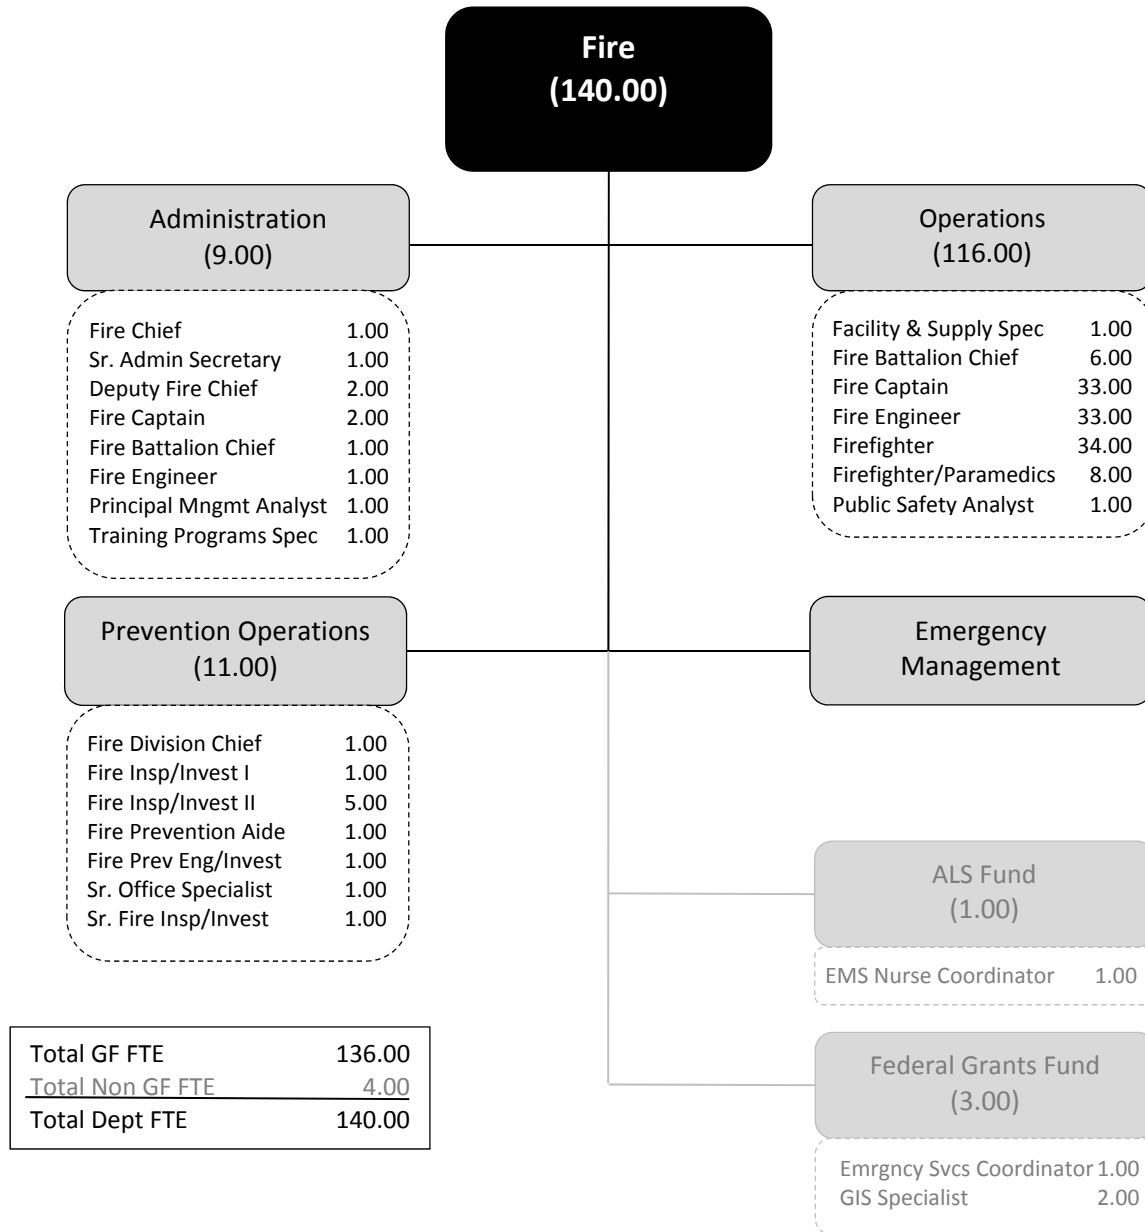 Fire
(140.00)
Administration
(9.00)
Fire Chief 1.00
Sr. Admin Secretary 1.00
Deputy Fire Chief 2.00
Fire Captain 2.00
Fire Battalion Chief 1.00
Fire Engineer 1.00
Principal Mngmt Analyst 1.00
Training Programs Spec 1.00
Operations
(116.00)
Facility & Supply Spec 1.00
Fire Battalion Chief 6.00
Fire Captain 33.00
Fire Engineer 33.00
Firefighter 34.00
Firefighter/Paramedics 8.00
Public Safety Analyst 1.00
Prevention Operations
(11.00)
Fire Division Chief 1.00
Fire Insp/Invest I 1.00
Fire Insp/Invest II 5.00
Fire Prevention Aide 1.00
Fire Prev Eng/Invest 1.00
Sr. Office Specialist 1.00
Sr. Fire Insp/Invest 1.00
Emergency
Management
ALS Fund
(1.00)
EMS Nurse Coordinator 1.00
Federal Grants Fund
(3.00)
Emrgncy Svcs Coordinator 1.00
GIS Specialist 2.00
Total GF FTE 136.00
Total Non GF FTE 4.00
Total Dept FTE 140.00